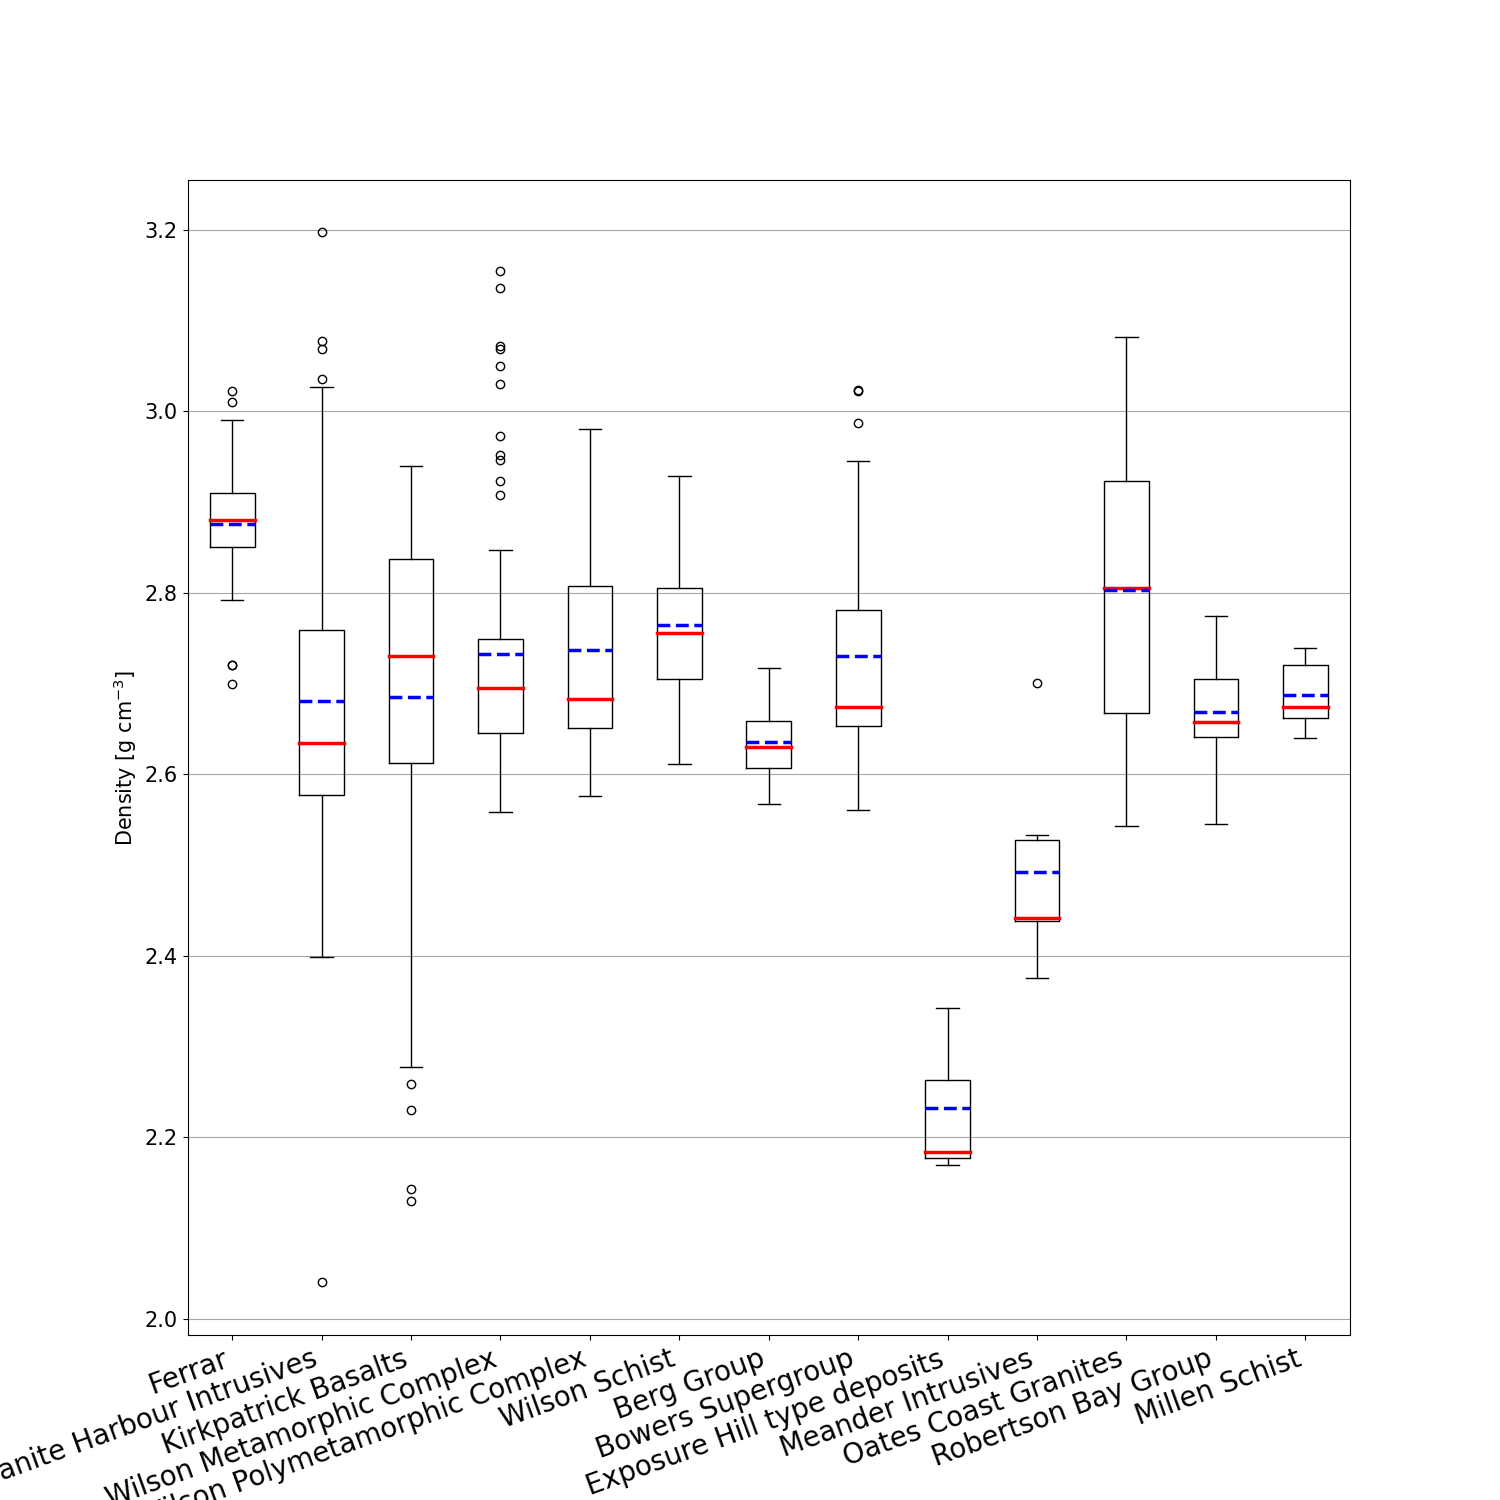 3.2
3.0
2.8
2.6
2.4
2.2
2.0
Density [g cm⁻³]
Ferrar
Harbour Intrusives
Kirkpatrick Basalts
Wilson Metamorphic Complex
Polymetamorphic Complex
Wilson Schist
Berg Group
Bowers Supergroup
Exposure Hill type deposits
Meander Intrusives
Oates Coast Granites
Robertson Bay Group
Millen Schist